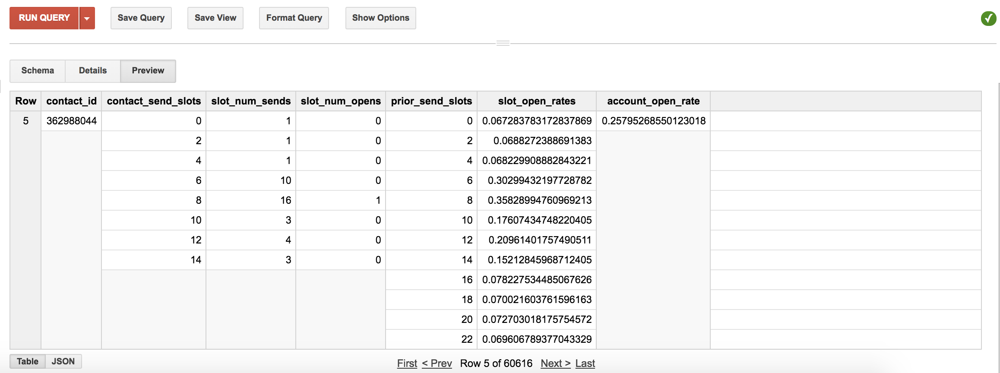 RUN QUERY Save Query Save View Format Query Show Options
Schema Details Preview
Row contact_id contact_send_slots slot_num_sends slot_num_opens prior_send_slots slot_open_rates account_open_rate
5 362988044 0 1 0 0 0.067283783172837869 0.25795268550123018
2 1 0 2 0.0688272388691383
4 1 0 4 0.068229908882843221
6 10 0 6 0.30299432197728782
8 16 1 8 0.35828994760969213
10 3 0 10 0.17607434748220405
12 4 0 12 0.20961401757490511
14 3 0 14 0.15212845968712405
16 0.078227534485067626
18 0.070021603761596163
20 0.072703018175754572
22 0.069606789377043329
Table JSON First < Prev Row 5 of 60616 Next > Last